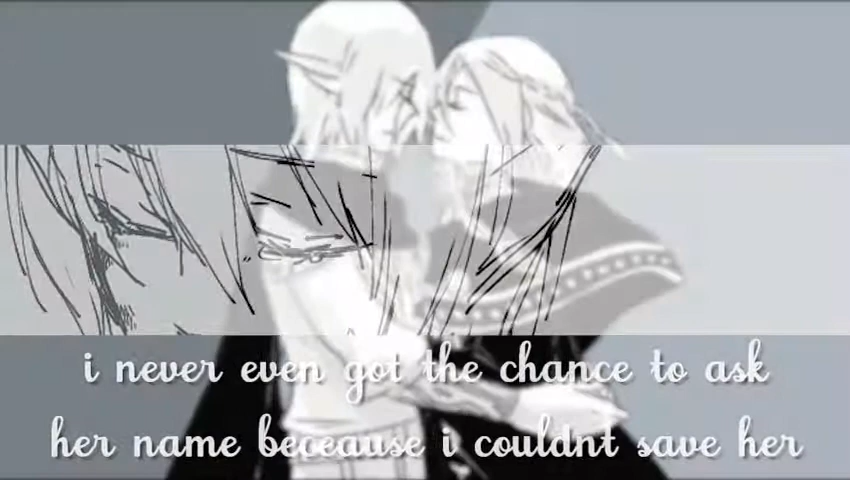 i never even got the chance to ask
her name beceause i couldnt save her